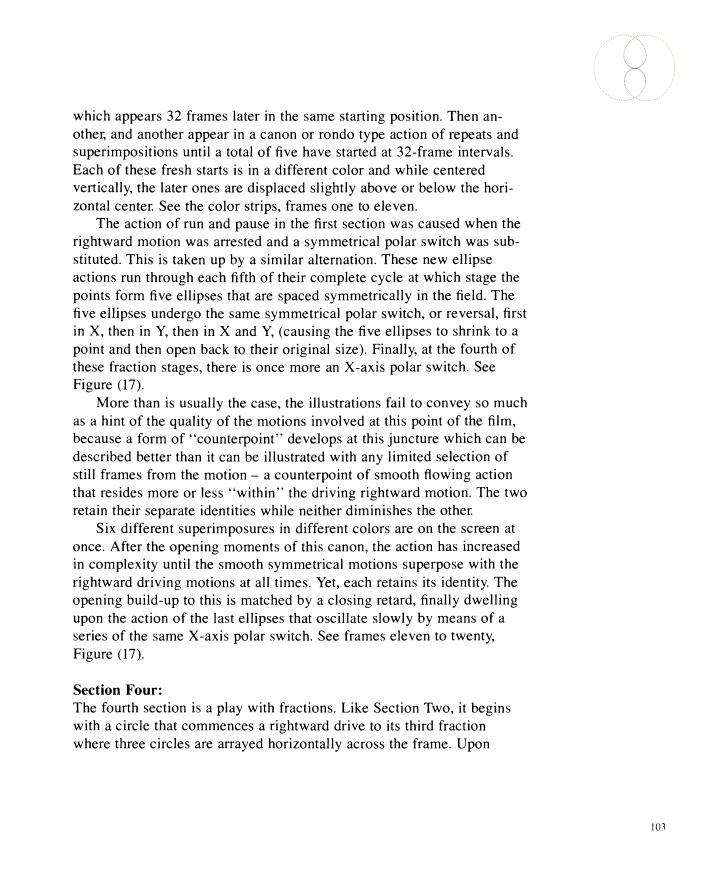 which appears 32 frames later in the same starting position. Then an-
other, and another appear in a canon or rondo type action of repeats and
superimpositions until a total of five have started at 32-frame intervals.
Each of these fresh starts is in a different color and while centered
vertically, the later ones are displaced slightly above or below the hori-
zontal center. See the color strips, frames one to eleven.
The action of run and pause in the first section was caused when the
rightward motion was arrested and a symmetrical polar switch was sub-
stituted. This is taken up by a similar alternation. These new ellipse
actions run through each fifth of their complete cycle at which stage the
points form five ellipses that are spaced symmetrically in the field. The
five ellipses undergo the same symmetrical polar switch, or reversal, first
in X, then in Y, then in X and Y, (causing the five ellipses to shrink to a
point and then open back to their original size). Finally, at the fourth of
these fraction stages, there is once more an X-axis polar switch. See
Figure (17).
More than is usually the case, the illustrations fail to convey so much
as a hint of the quality of the motions involved at this point of the film,
because a form of ‘‘counterpoint’’ develops at this juncture which can be
described better than it can be illustrated with any limited selection of
still frames from the motion – a counterpoint of smooth flowing action
that resides more or less ‘‘within’’ the driving rightward motion. The two
retain their separate identities while neither diminishes the other.
Six different superimposures in different colors are on the screen at
once. After the opening moments of this canon, the action has increased
in complexity until the smooth symmetrical motions superpose with the
rightward driving motions at all times. Yet, each retains its identity. The
opening build-up to this is matched by a closing retard, finally dwelling
upon the action of the last ellipses that oscillate slowly by means of a
series of the same X-axis polar switch. See frames eleven to twenty,
Figure (17).
Section Four:
The fourth section is a play with fractions. Like Section Two, it begins
with a circle that commences a rightward drive to its third fraction
where three circles are arrayed horizontally across the frame. Upon
103